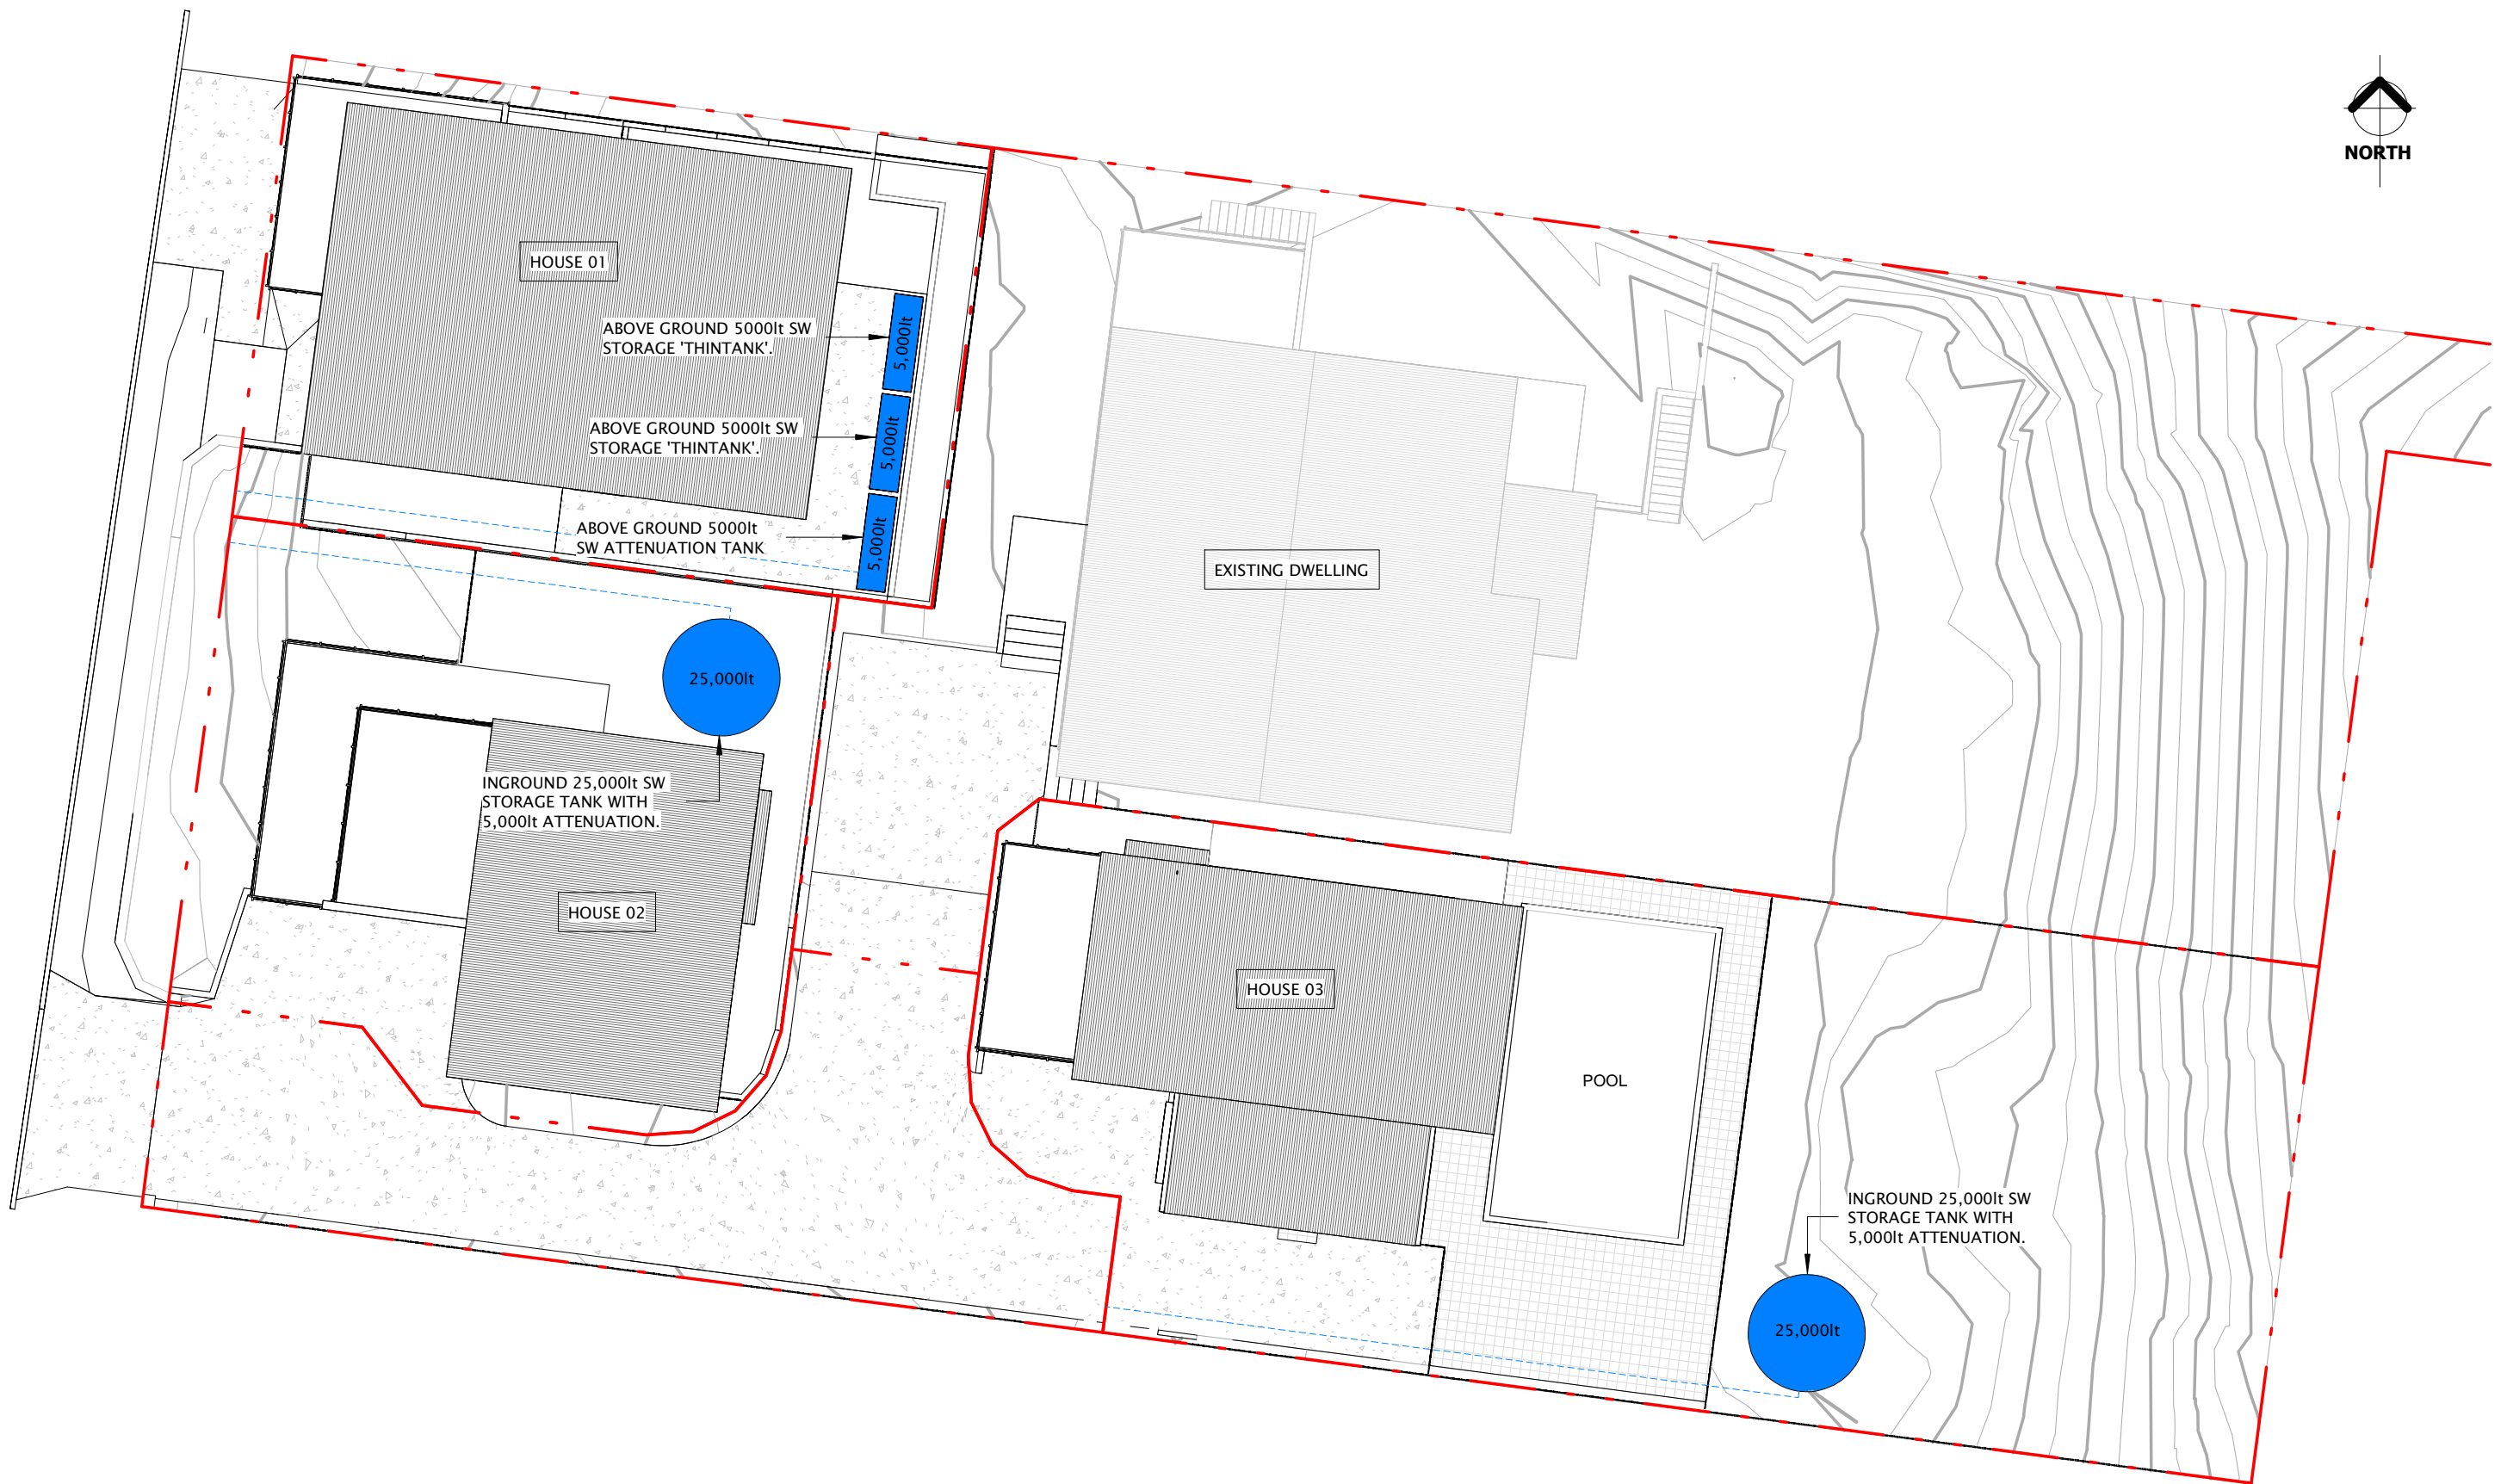 NORTH
HOUSE 01
ABOVE GROUND 5000lt SW
STORAGE 'THINTANK'.
5,000lt
ABOVE GROUND 5000lt SW
STORAGE 'THINTANK'.
5,000lt
ABOVE GROUND 5000lt
SW ATTENUATION TANK
5,000lt
EXISTING DWELLING
25,000lt
INGROUND 25,000lt SW
STORAGE TANK WITH
5,000lt ATTENUATION.
HOUSE 02
HOUSE 03
POOL
INGROUND 25,000lt SW
STORAGE TANK WITH
5,000lt ATTENUATION.
25,000lt